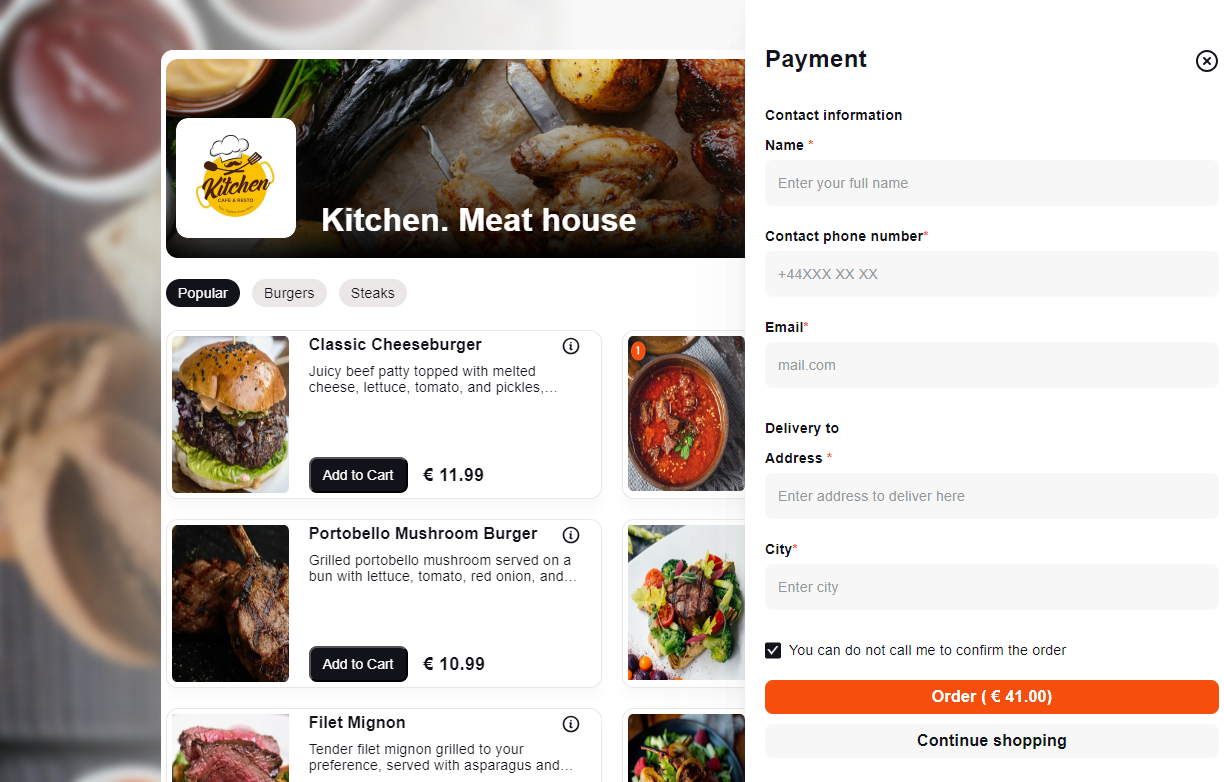 Kitchen
CAFE & RESTO
Kitchen. Meat house
Popular
Burgers
Steaks
Classic Cheeseburger
Juicy beef patty topped with melted
cheese, lettuce, tomato, and pickles,...
Add to Cart
€ 11.99
1
Portobello Mushroom Burger
Grilled portobello mushroom served on a
bun with lettuce, tomato, red onion, and...
Add to Cart
€ 10.99
Filet Mignon
Tender filet mignon grilled to your
preference, served with asparagus and...
Payment
Contact information
Name *
Enter your full name
Contact phone number*
+44XXX XX XX
Email*
mail.com
Delivery to
Address *
Enter address to deliver here
City*
Enter city
You can do not call me to confirm the order
Order ( € 41.00)
Continue shopping